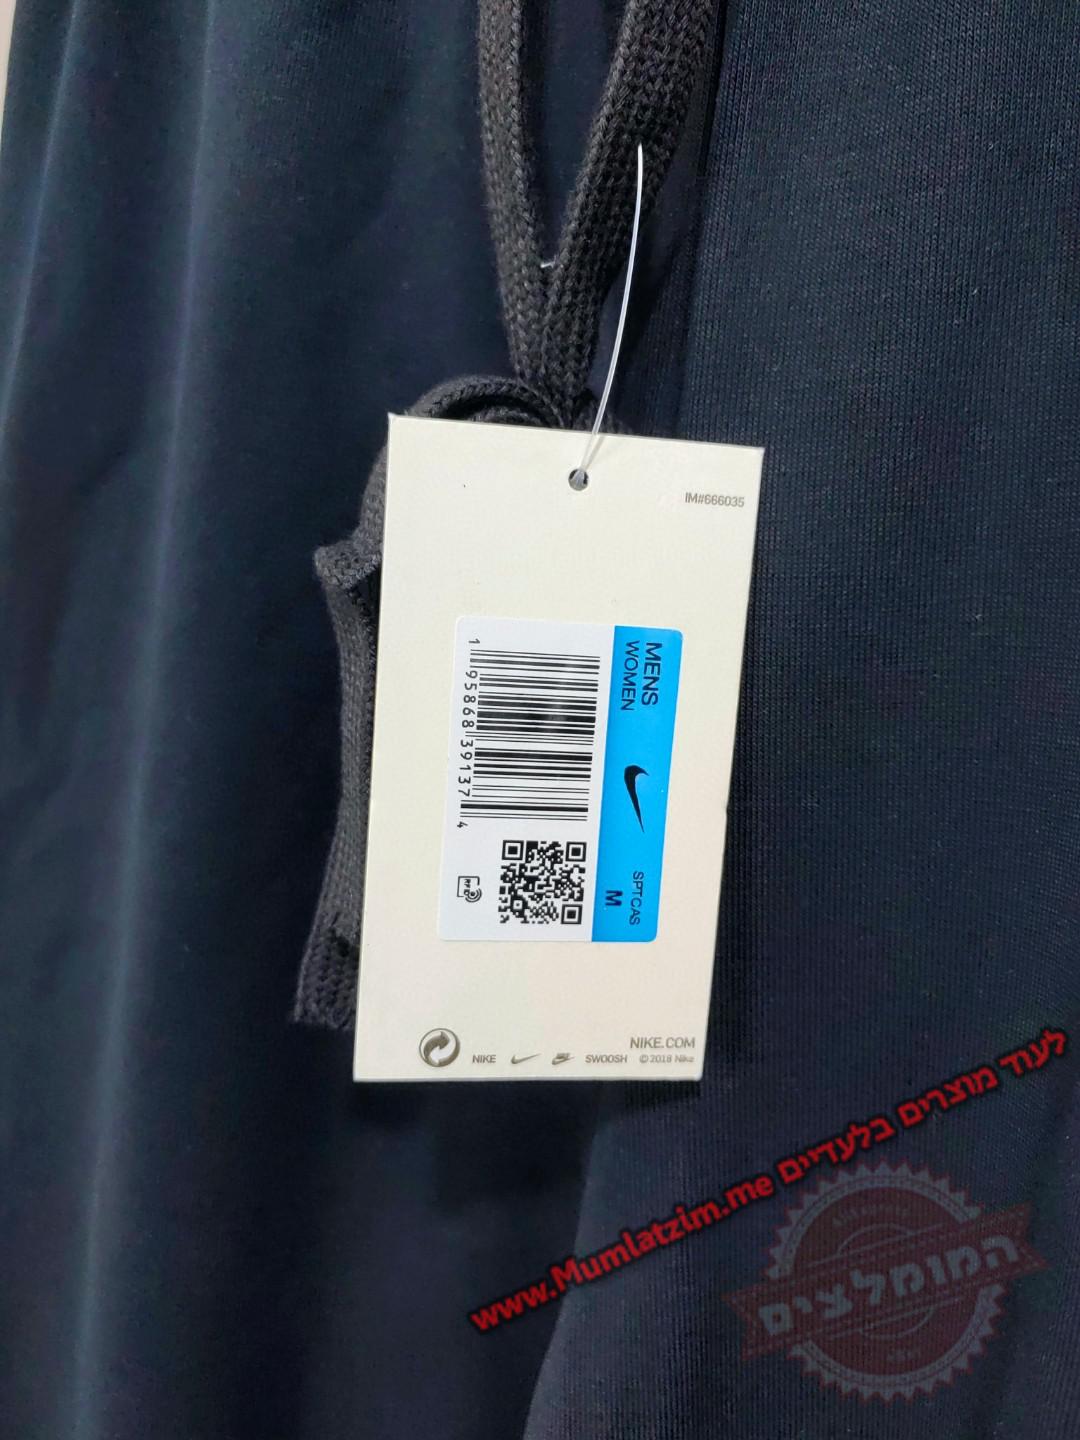 IM#666035
MENS
WOMEN
SPTCAS
M
1 95868 39137 4
RFID
NIKE.COM
NIKE SWOOSH © 2018 Nike
לעוד מוצרים בלעדיים www.Mumlatzim.me
המומלצים